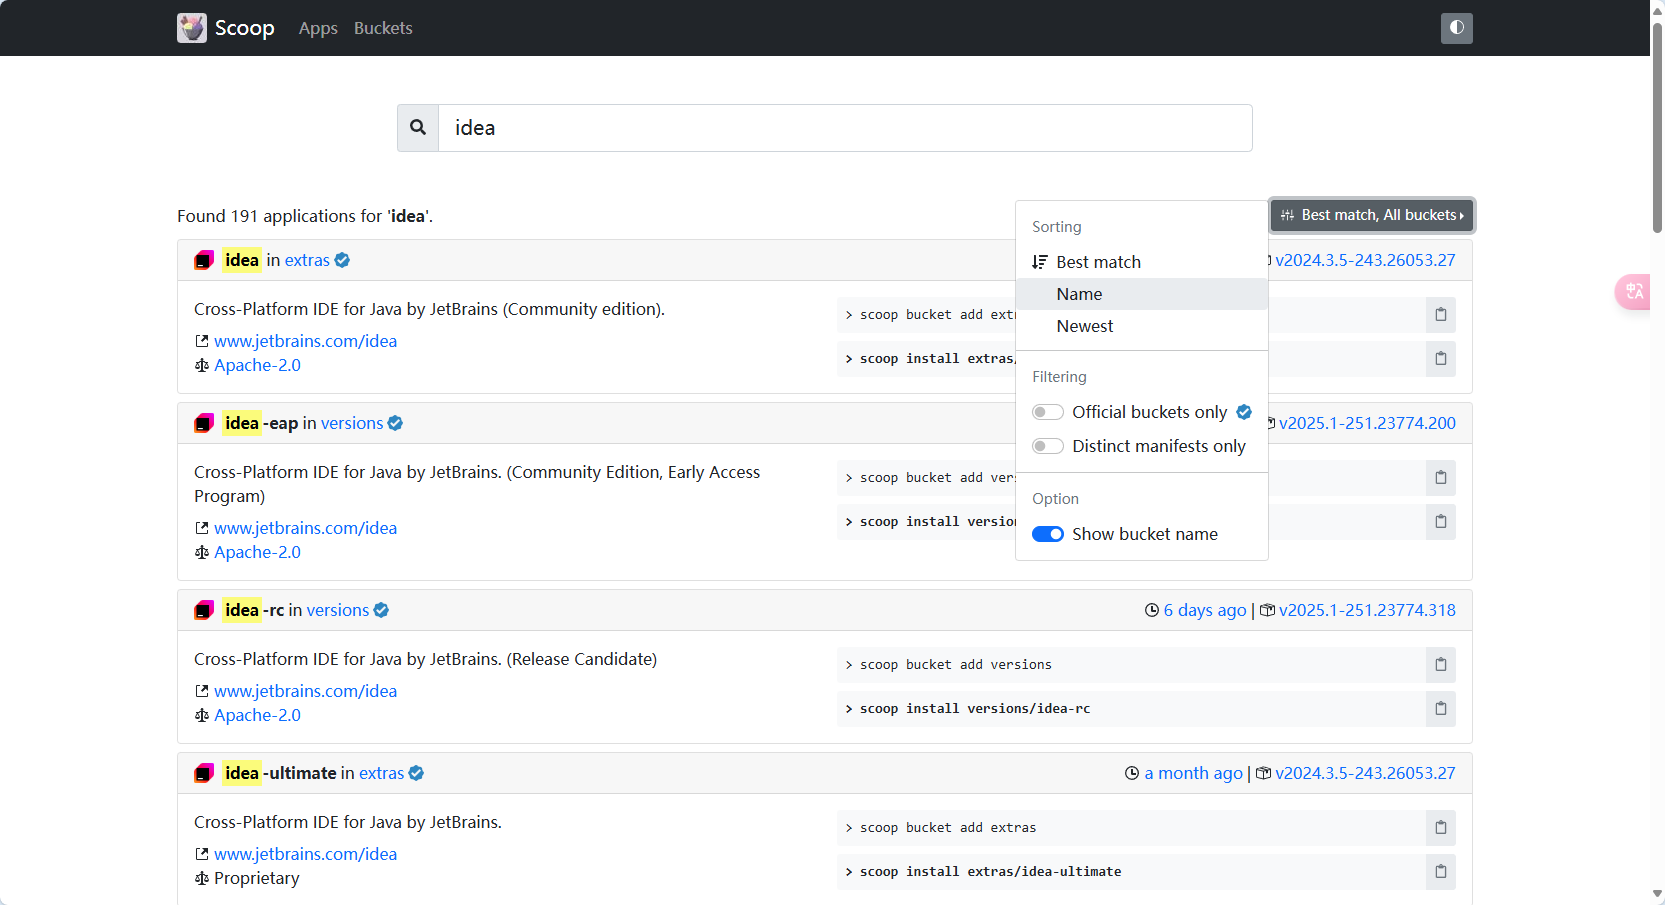 Scoop Apps Buckets
idea
Found 191 applications for 'idea'.
Best match, All buckets
Sorting
Best match
Name
Newest
Filtering
Official buckets only
Distinct manifests only
Option
Show bucket name
idea in extras
v2024.3.5-243.26053.27
Cross-Platform IDE for Java by JetBrains (Community edition).
www.jetbrains.com/idea
Apache-2.0
> scoop bucket add extr
> scoop install extras/
idea-eap in versions
v2025.1-251.23774.200
Cross-Platform IDE for Java by JetBrains. (Community Edition, Early Access
Program)
www.jetbrains.com/idea
Apache-2.0
> scoop bucket add ver
> scoop install version
idea-rc in versions
6 days ago | v2025.1-251.23774.318
Cross-Platform IDE for Java by JetBrains. (Release Candidate)
www.jetbrains.com/idea
Apache-2.0
> scoop bucket add versions
> scoop install versions/idea-rc
idea-ultimate in extras
a month ago | v2024.3.5-243.26053.27
Cross-Platform IDE for Java by JetBrains.
www.jetbrains.com/idea
Proprietary
> scoop bucket add extras
> scoop install extras/idea-ultimate